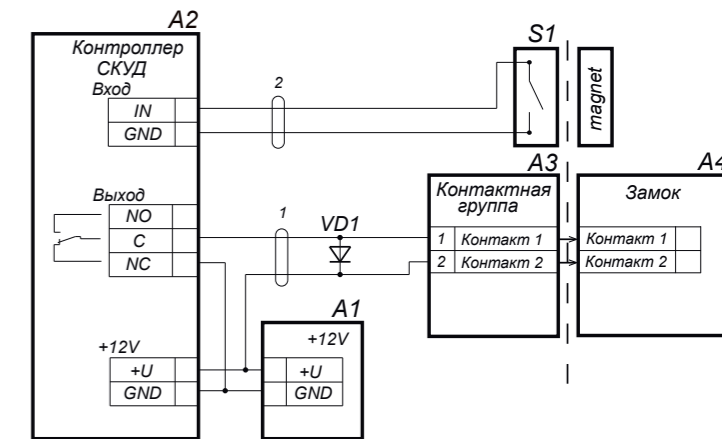 A2
Контроллер
СКУД
Вход
IN
GND
2
S1
magnet
Выход
NO
C
NC
1
VD1
A3
Контактная
группа
1 Контакт 1
2 Контакт 2
A4
Замок
Контакт 1
Контакт 2
+12V
+U
GND
A1
+12V
+U
GND